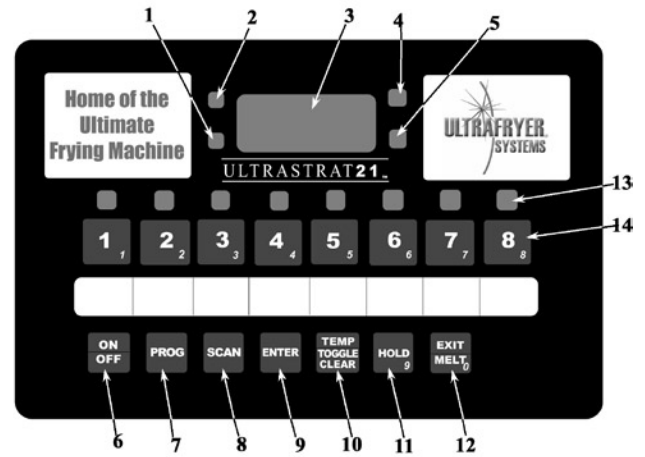 1 2 3 4 5
Home of the
Ultimate
Frying Machine
ULTRAFRYER
SYSTEMS
ULTRASTRAT21™
13
1 1 2 2 3 3 4 4 5 5 6 6 7 7 8 8
14
ON
OFF
PROG
SCAN
ENTER
TEMP
TOGGLE
CLEAR
HOLD
9
EXIT
MELT 0
6 7 8 9 10 11 12